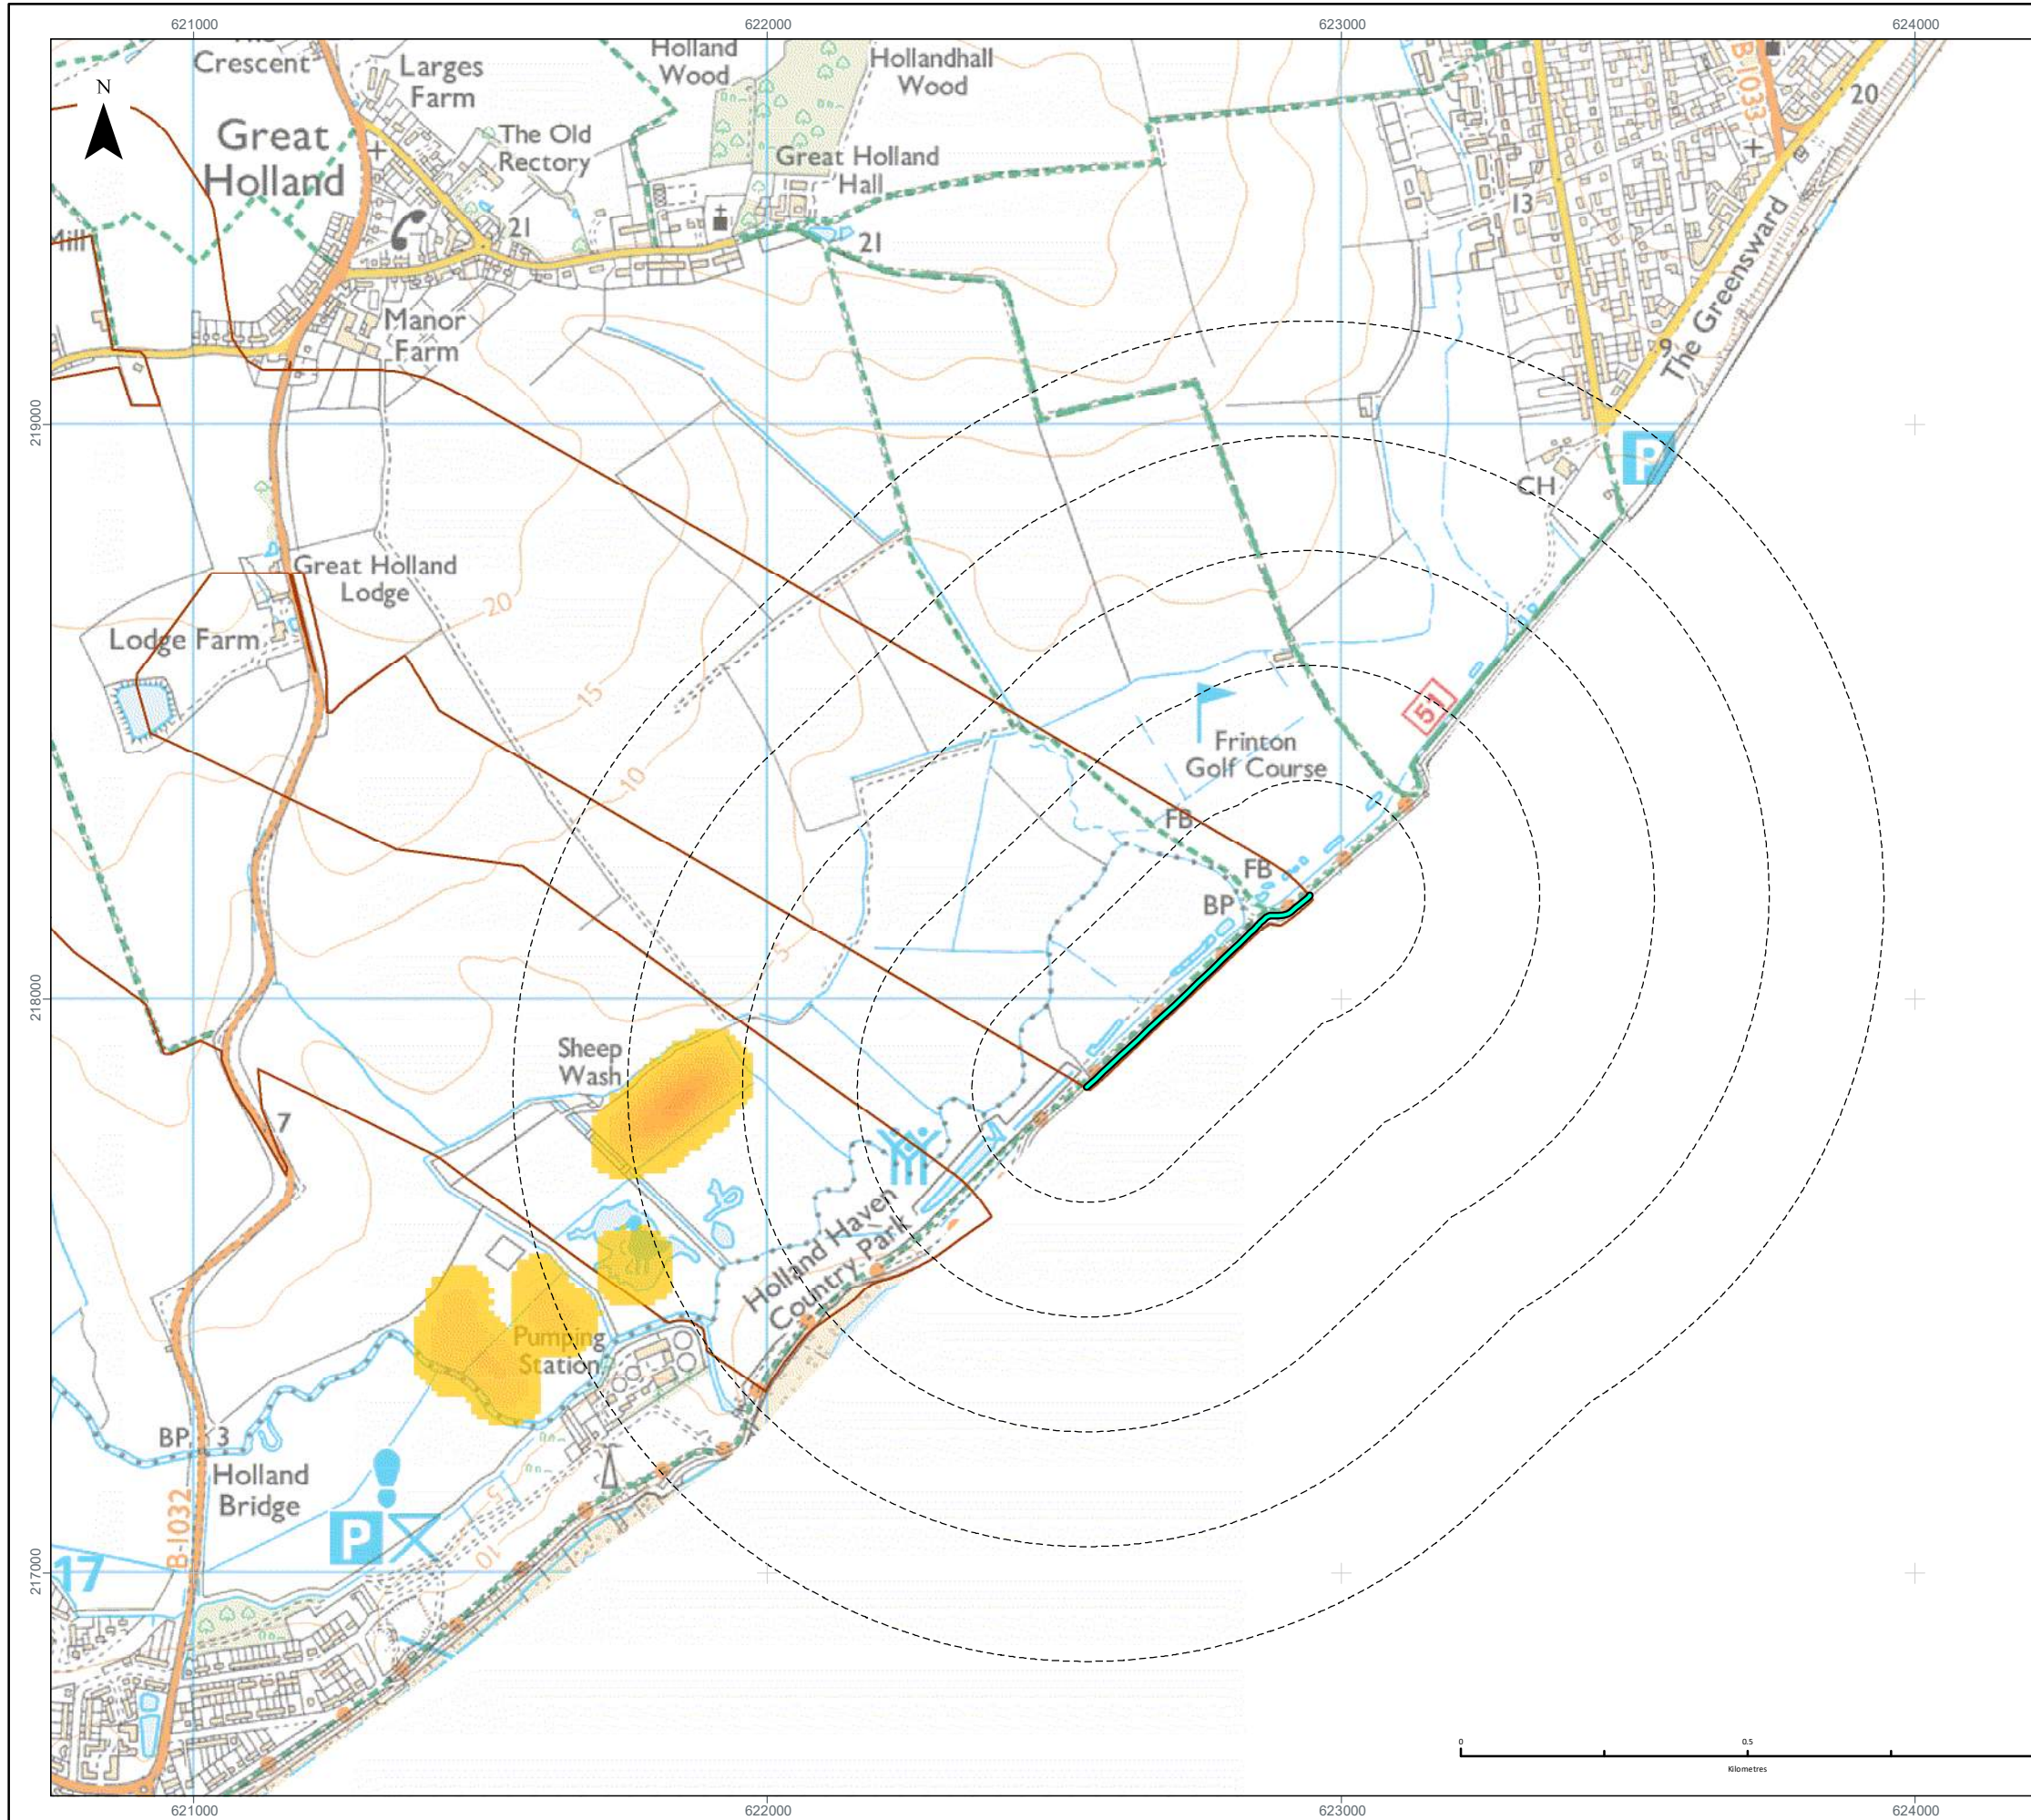 621000 622000 623000 624000
N
Crescent
Larges
Farm
Holland
Wood
Hollandhall
Wood
B 1033
20
Great
Holland
The Old
Rectory
Great Holland
Hall
13
Mill
21
21
The Greensward
Manor
Farm
9
219000
P
CH
Great Holland
Lodge
20
Lodge Farm
15
51
Frinton
Golf Course
10
FB
FB
BP
5
218000
Sheep
Wash
7
Holland Haven
Country Park
Pumping
Station
BP
3
Holland
Bridge
5
B-1032
P
10
217000
17
0 0.5
Kilometres
621000 622000 623000 624000